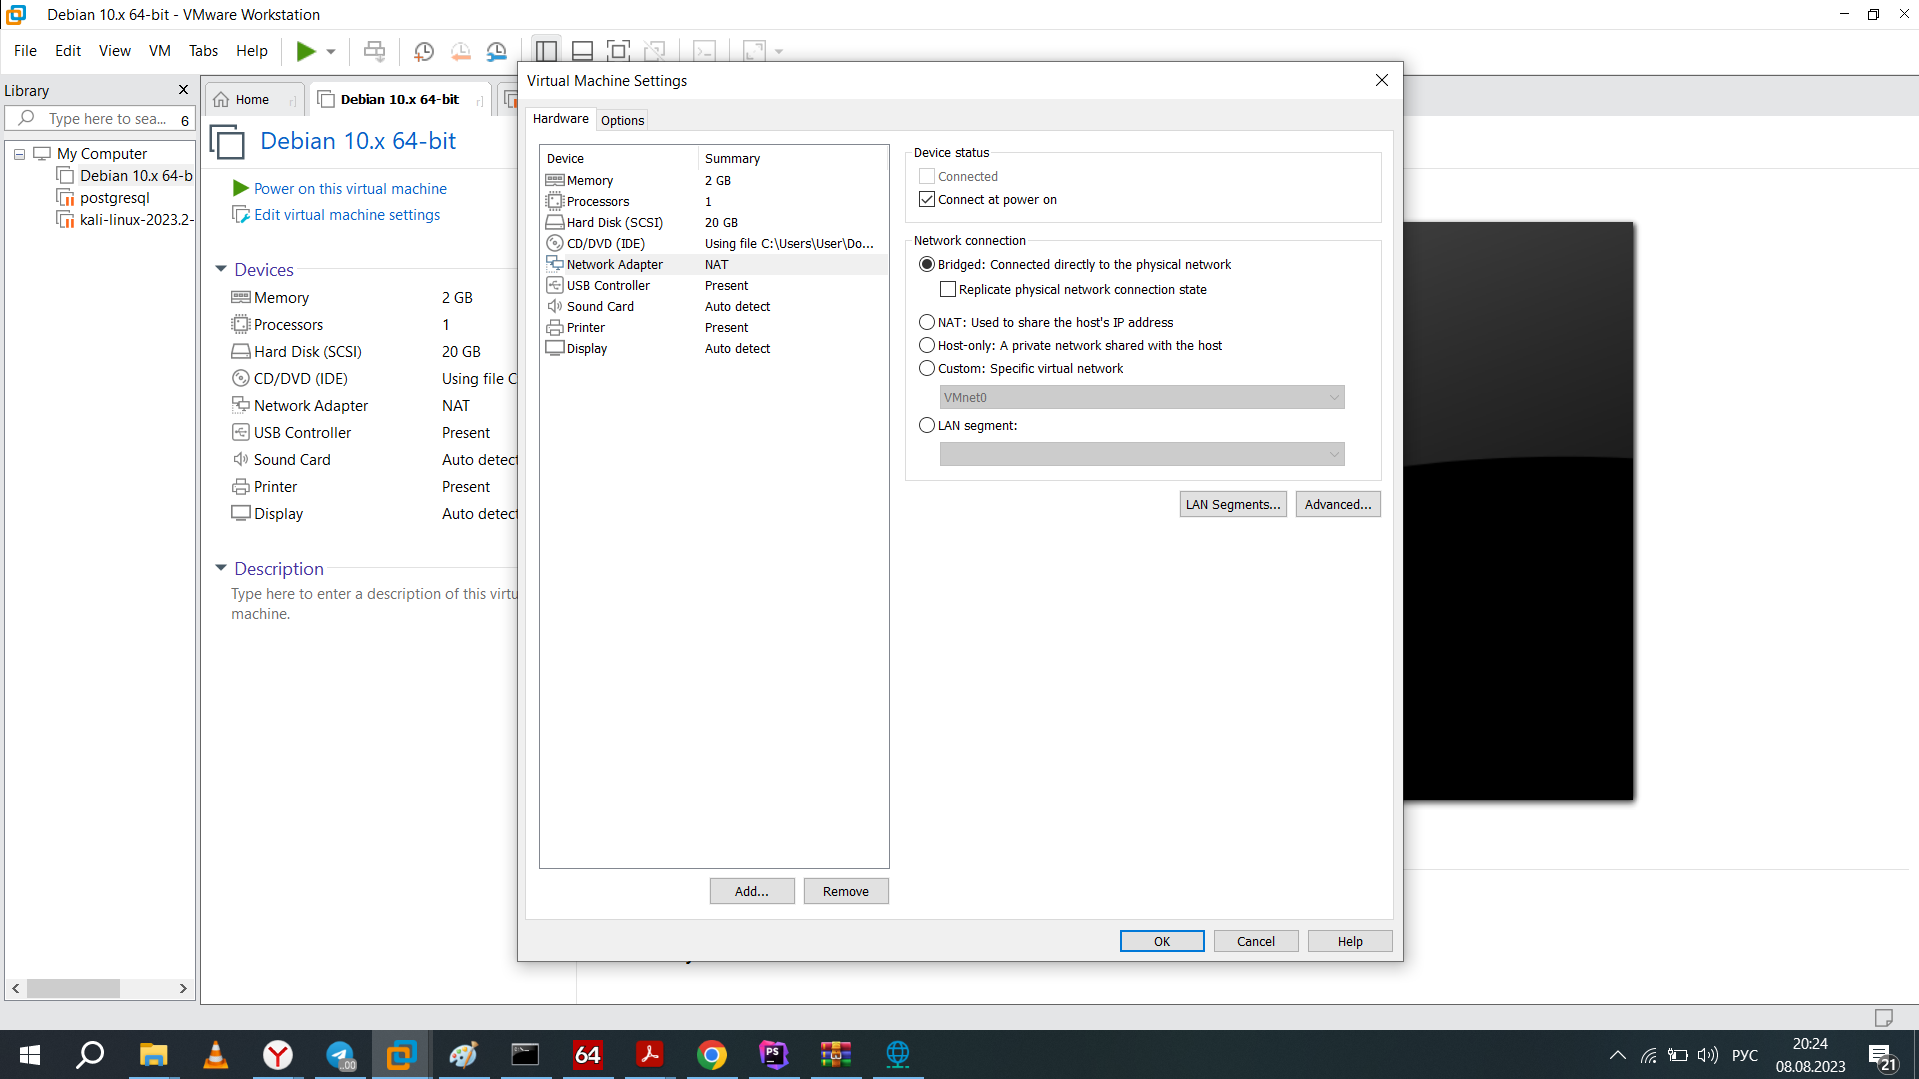 Debian 10.x 64-bit - VMware Workstation
File Edit View VM Tabs Help
Library
Type here to sea... 6
My Computer
Debian 10.x 64-b
postgresql
kali-linux-2023.2-
Home
Debian 10.x 64-bit
Debian 10.x 64-bit
Power on this virtual machine
Edit virtual machine settings
Devices
Memory 2 GB
Processors 1
Hard Disk (SCSI) 20 GB
CD/DVD (IDE) Using file C
Network Adapter NAT
USB Controller Present
Sound Card Auto detect
Printer Present
Display Auto detect
Description
Type here to enter a description of this virtu
machine.
Virtual Machine Settings
Hardware Options
Device Summary
Memory 2 GB
Processors 1
Hard Disk (SCSI) 20 GB
CD/DVD (IDE) Using file C:\Users\User\Do...
Network Adapter NAT
USB Controller Present
Sound Card Auto detect
Printer Present
Display Auto detect
Add... Remove
Device status
Connected
Connect at power on
Network connection
Bridged: Connected directly to the physical network
Replicate physical network connection state
NAT: Used to share the host's IP address
Host-only: A private network shared with the host
Custom: Specific virtual network
VMnet0
LAN segment:
LAN Segments... Advanced...
OK Cancel Help
64
PS
.00
РУС
20:24
08.08.2023
21